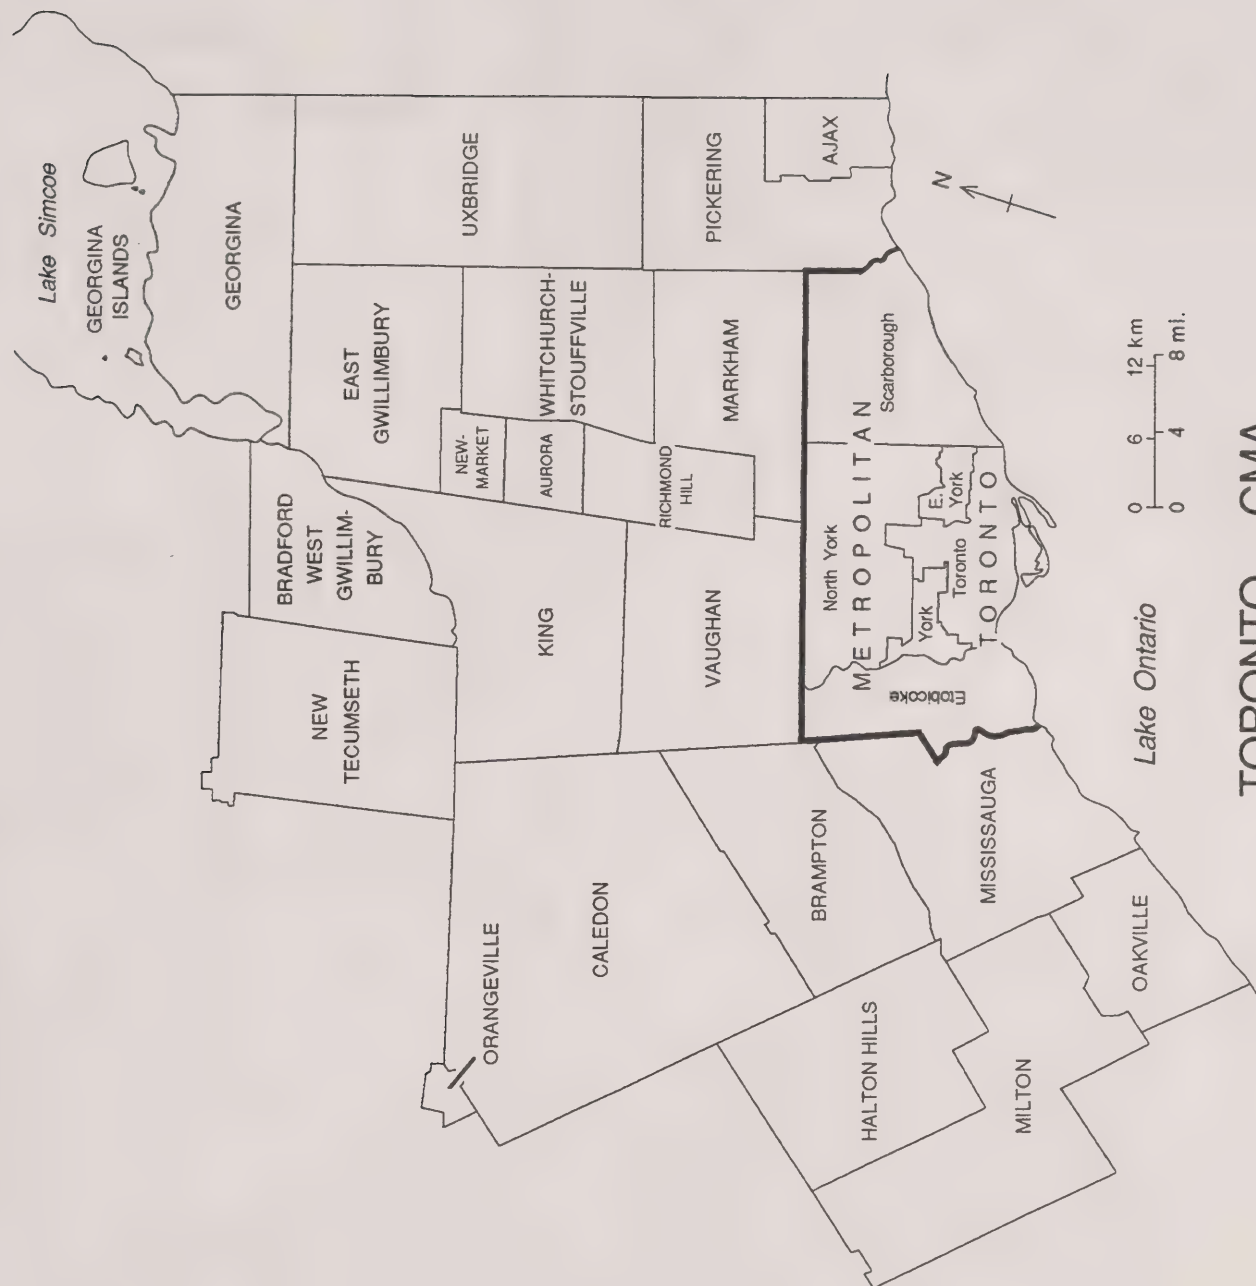 Lake Simcoe
GEORGINA
ISLANDS
GEORGINA
BRADFORD
WEST
GWILLIM-
BURY
NEW
TECUMSETH
EAST
GWILLIMBURY
UXBRIDGE
NEW-
MARKET
ORANGEVILLE
WHITCHURCH-
STOUFFVILLE
AURORA
KING
CALEDON
RICHMOND
HILL
VAUGHAN
MARKHAM
PICKERING
BRAMPTON
AJAX
North York
METROPOLITAN
Scarborough
HALTON HILLS
Etobicoke
York
E.
York
Toronto
TORONTO
N
MISSISSAUGA
MILTON
OAKVILLE
Lake Ontario
0 6 12 km
0 4 8 mi.
TORONTO CMA